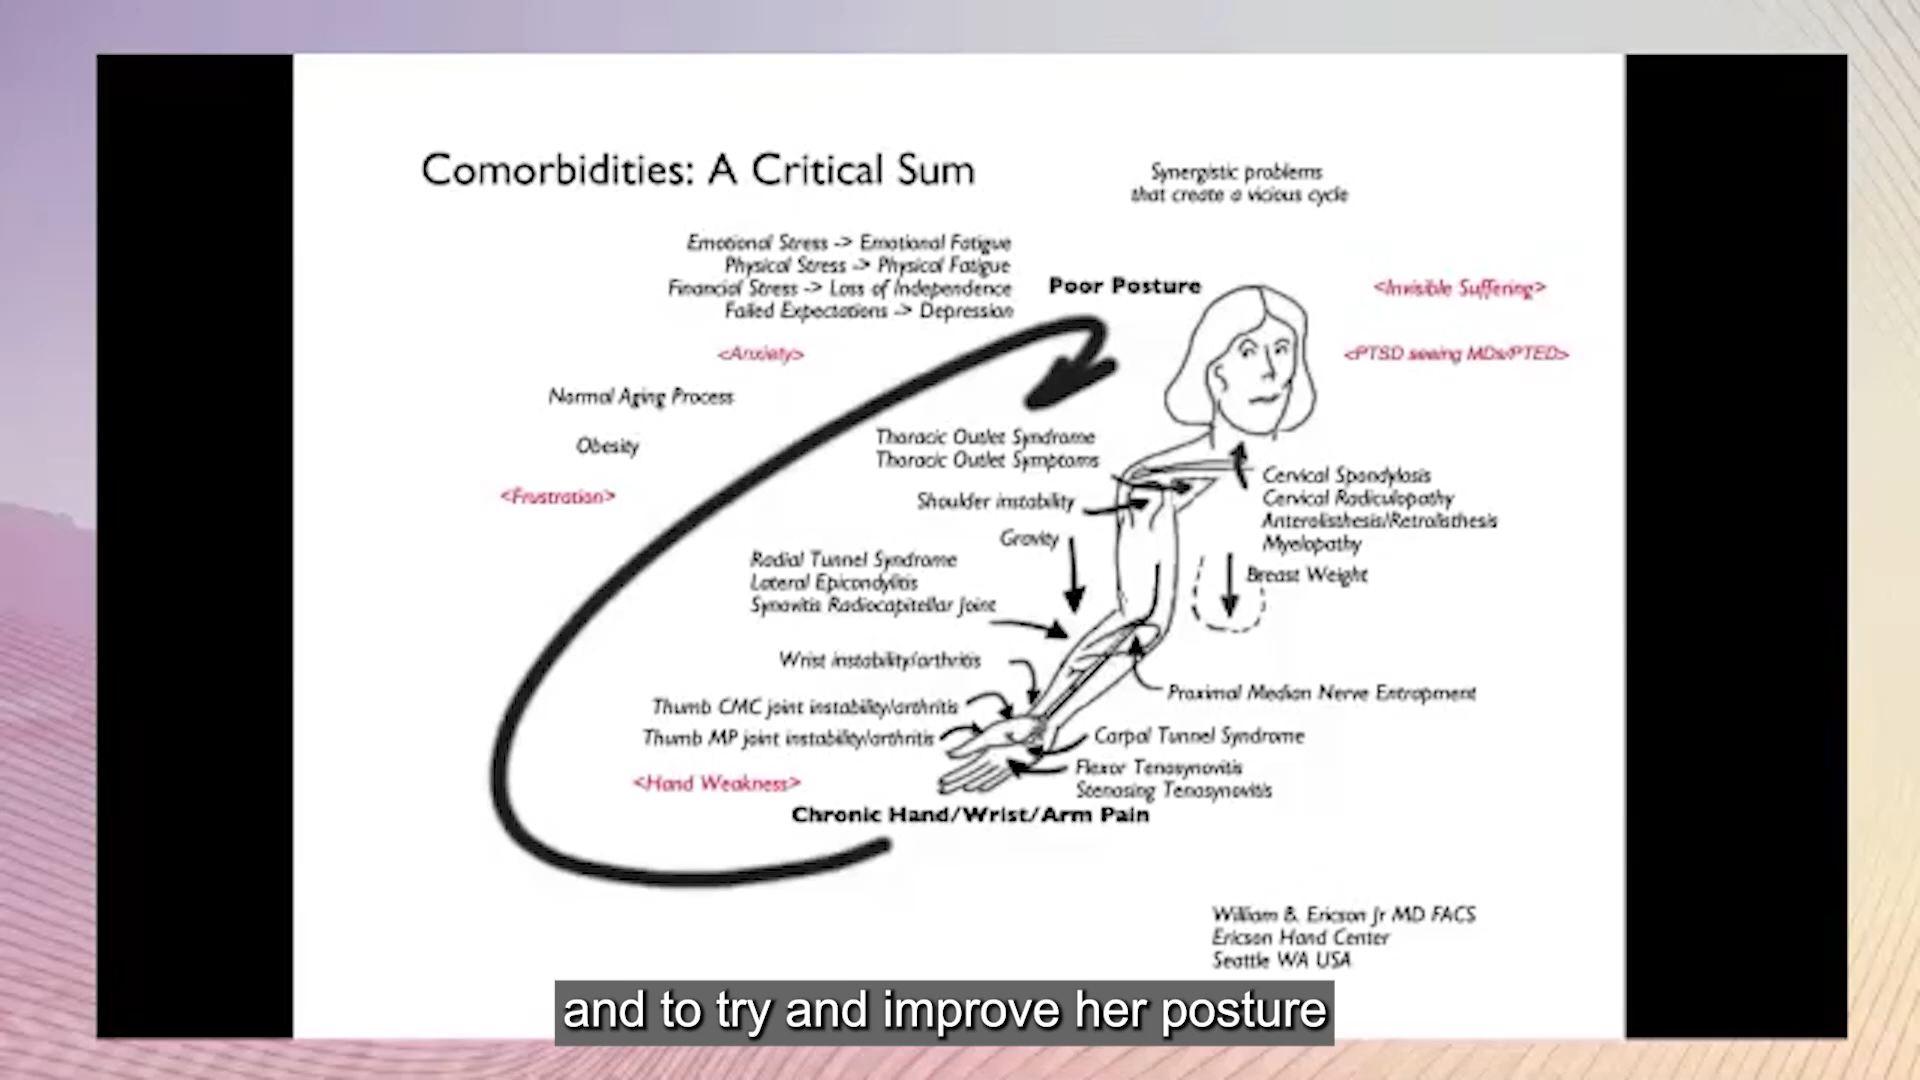 Comorbidities: A Critical Sum
Synergistic problems
that create a vicious cycle
Emotional Stress -> Emotional Fatigue
Physical Stress -> Physical Fatigue
Financial Stress -> Loss of Independence
Failed Expectations -> Depression
Poor Posture
<Invisible Suffering>
<Anxiety>
<PTSD seeing MDs/PTED>
Normal Aging Process
Obesity
<Frustration>
Thoracic Outlet Syndrome
Thoracic Outlet Symptoms
Shoulder instability
Gravity
Cervical Spondylosis
Cervical Radiculopathy
Anterolisthesis/Retrolisthesis
Myelopathy
Breast Weight
Radial Tunnel Syndrome
Lateral Epicondylitis
Synovitis Radiocapitellar Joint
Wrist instability/arthritis
Thumb CMC joint instability/arthritis
Thumb MP joint instability/arthritis
Proximal Median Nerve Entrapment
Carpal Tunnel Syndrome
Flexor Tenosynovitis
Stenosing Tenosynovitis
<Hand Weakness>
Chronic Hand/Wrist/Arm Pain
William B. Ericson Jr MD FACS
Ericson Hand Center
Seattle WA USA
and to try and improve her posture